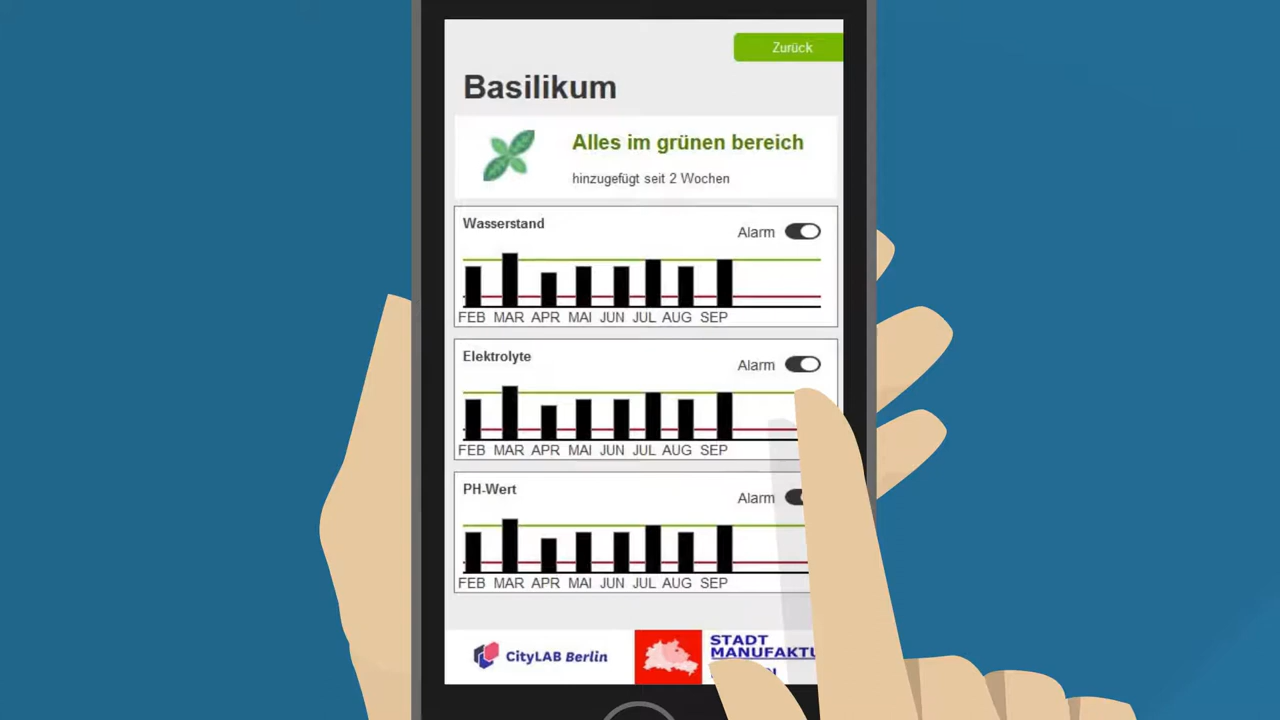 Zurück
Basilikum
Alles im grünen bereich
hinzugefügt seit 2 Wochen
Wasserstand
Alarm
FEB MAR APR MAI JUN JUL AUG SEP
Elektrolyte
Alarm
FEB MAR APR MAI JUN JUL AUG SEP
PH-Wert
Alarm
FEB MAR APR MAI JUN JUL AUG SEP
CityLAB Berlin
STADT